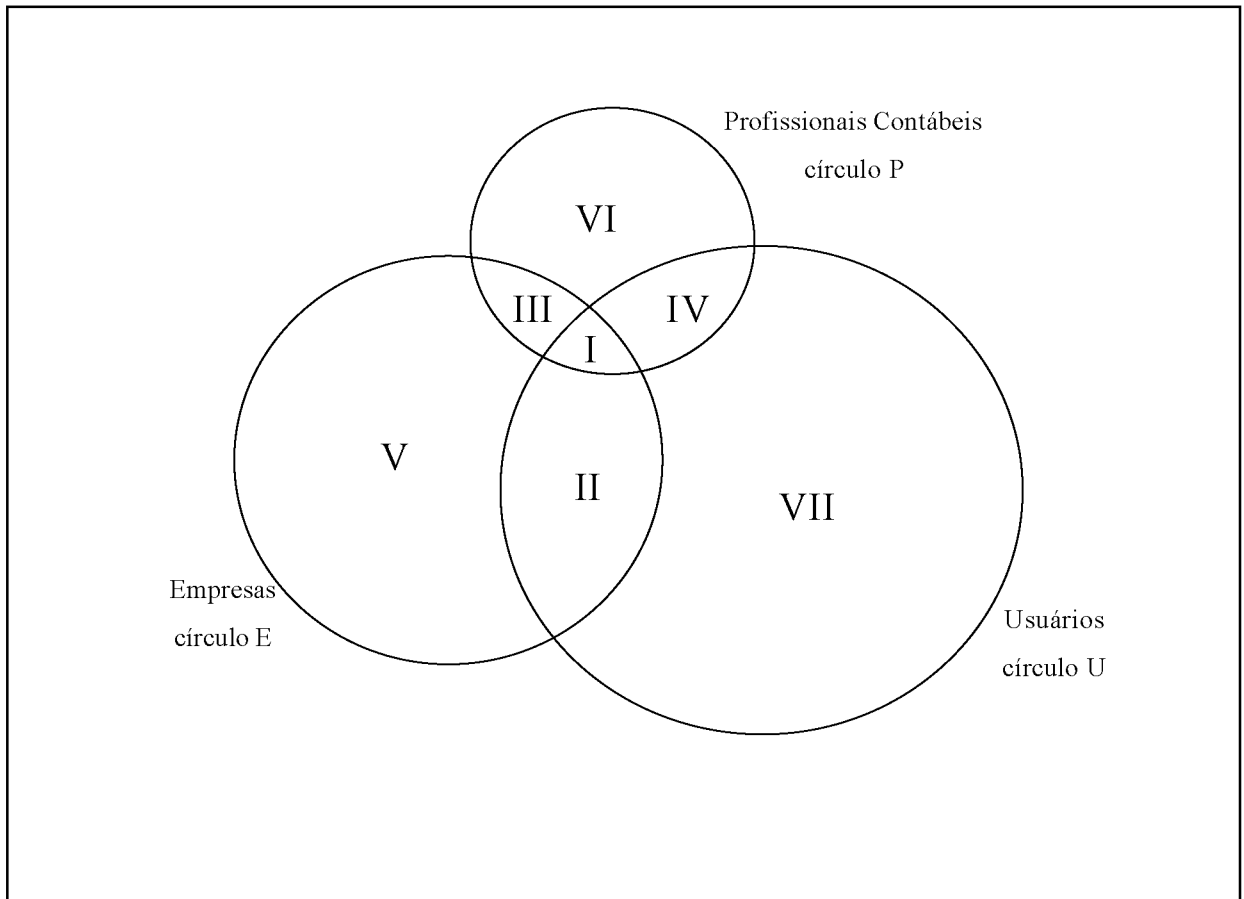 Profissionais Contábeis
círculo P
VI
III
IV
I
V
II
VII
Empresas
círculo E
Usuários
círculo U